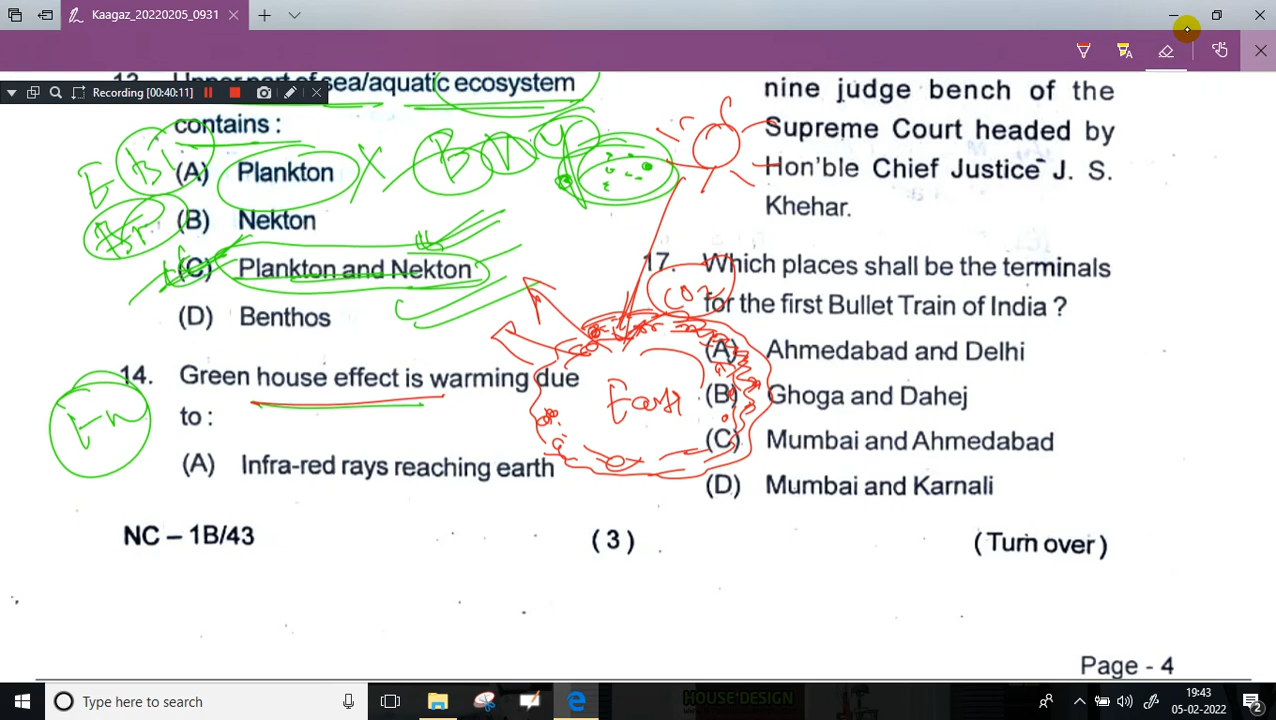 Kaagaz_20220205_0931
Recording [00:40:11]
13. Upper part of sea/aquatic ecosystem
contains :
(A) Plankton
(B) Nekton
(C) Plankton and Nekton
(D) Benthos
14. Green house effect is warming due
to :
(A) Infra-red rays reaching earth
NC – 1B/43
( 3 )
nine judge bench of the
Supreme Court headed by
Hon'ble Chief Justice J. S.
Khehar.
17. Which places shall be the terminals
for the first Bullet Train of India ?
(A) Ahmedabad and Delhi
(B) Ghoga and Dahej
(C) Mumbai and Ahmedabad
(D) Mumbai and Karnali
( Turn over )
CO2
Page - 4
Type here to search
HOUSE DESIGN
19:43
05-02-2022
2